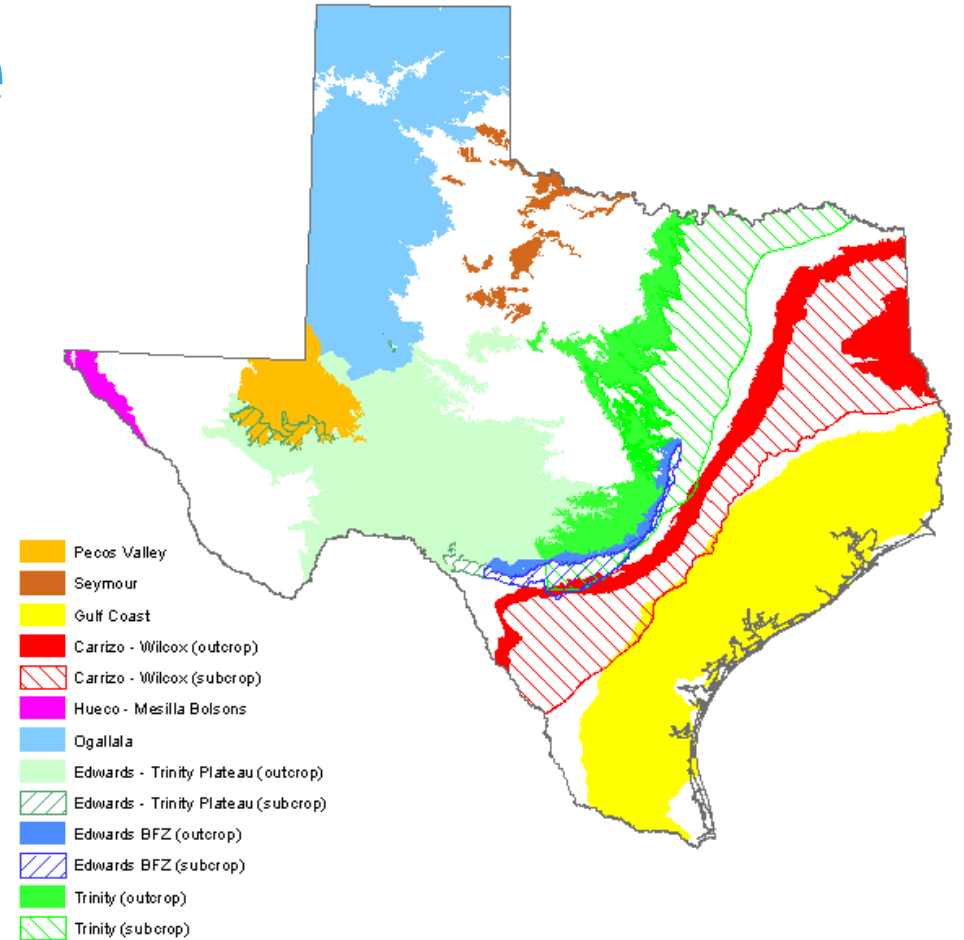 Pecos Valley
Seymour
Gulf Coast
Carrizo - Wilcox (outcrop)
Carrizo - Wilcox (subcrop)
Hueco - Mesilla Bolsons
Ogallala
Edwards - Trinity Plateau (outcrop)
Edwards - Trinity Plateau (subcrop)
Edwards BFZ (outcrop)
Edwards BFZ (subcrop)
Trinity (outcrop)
Trinity (subcrop)